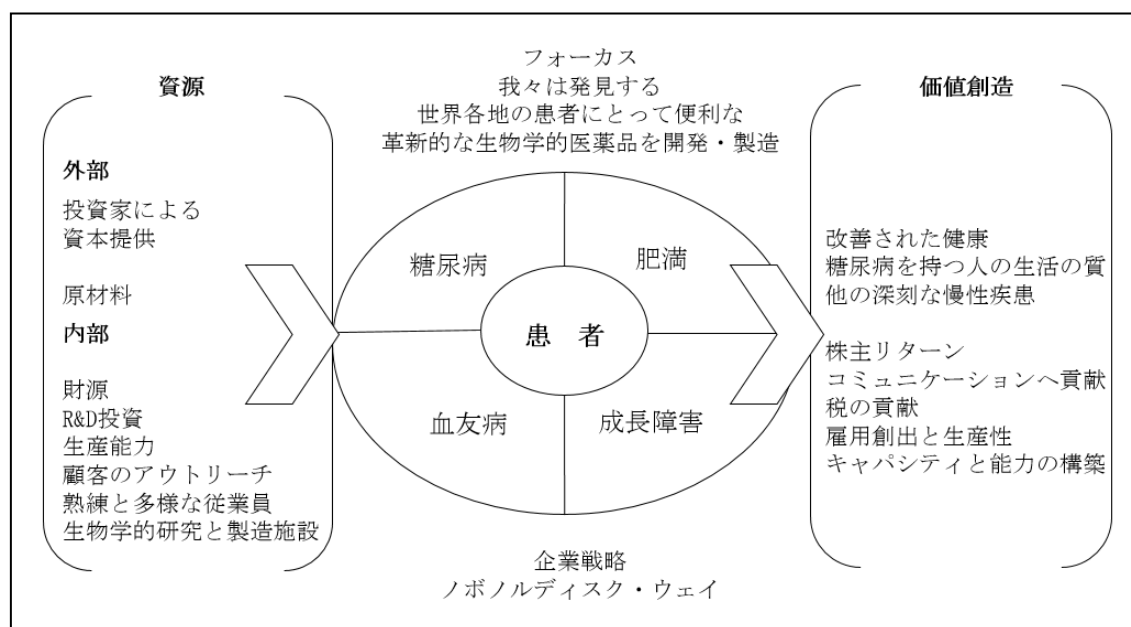 フォーカス
我々は発見する
世界各地の患者にとって便利な
革新的な生物学的医薬品を開発・製造
資源
外部
投資家による
資本提供
原材料
内部
財源
R&D投資
生産能力
顧客のアウトリーチ
熟練と多様な従業員
生物学的研究と製造施設
糖尿病
肥満
患 者
血友病
成長障害
価値創造
改善された健康
糖尿病を持つ人の生活の質
他の深刻な慢性疾患
株主リターン
コミュニケーションへ貢献
税の貢献
雇用創出と生産性
キャパシティと能力の構築
企業戦略
ノボノルディスク・ウェイ